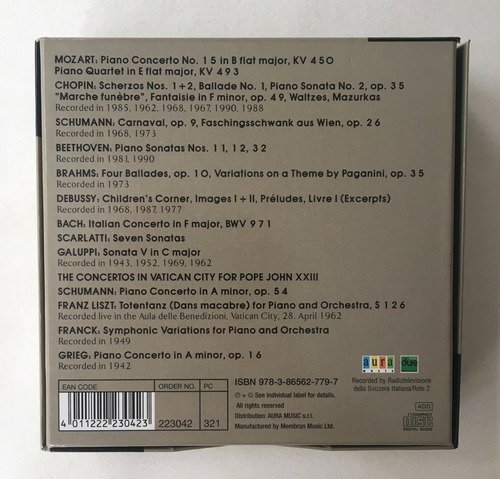 MOZART: Piano Concerto No. 15 in B flat major, KV 450
Piano Quartet in E flat major, KV 493
CHOPIN: Scherzos Nos. 1+2, Ballade No. 1, Piano Sonata No. 2, op. 35
"Marche funèbre", Fantaisie in F minor, op. 49, Waltzes, Mazurkas
Recorded in 1985, 1962, 1968, 1967, 1990, 1988
SCHUMANN: Carnaval, op. 9, Faschingsschwank aus Wien, op. 26
Recorded in 1968, 1973
BEETHOVEN: Piano Sonatas Nos. 11, 12, 32
Recorded in 1981, 1990
BRAHMS: Four Ballades, op. 10, Variations on a Theme by Paganini, op. 35
Recorded in 1973
DEBUSSY: Children's Corner, Images I + II, Préludes, Livre I (Excerpts)
Recorded in 1968, 1987, 1977
BACH: Italian Concerto in F major, BWV 971
SCARLATTI: Seven Sonatas
GALUPPI: Sonata V in C major
Recorded in 1943, 1952, 1969, 1962
THE CONCERTOS IN VATICAN CITY FOR POPE JOHN XXIII
SCHUMANN: Piano Concerto in A minor, op. 54
FRANZ LISZT: Totentanz (Dans macabre) for Piano and Orchestra, S 126
Recorded live in the Aula delle Benedizioni, Vatican City, 28. April 1962
FRANCK: Symphonic Variations for Piano and Orchestra
Recorded in 1949
GRIEG: Piano Concerto in A minor, op. 16
Recorded in 1942
EAN CODE
ORDER NO.
PC
4 011222 230423
223042
321
ISBN 978-3-86562-779-7
℗ + © See individual label for details.
Distribution: AURA MUSIC s.r.l.
Manufactured by Membran Music Ltd.
aura
music
due
Recorded by Radiotelevisione
della Svizzera Italiana/Rete 2
ADD
COMPACT
disc
DIGITAL AUDIO